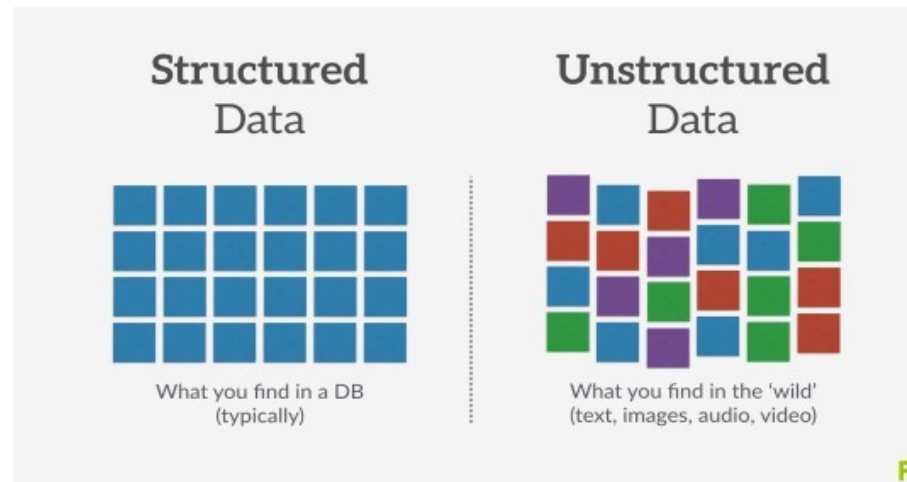 Structured
Data
Unstructured
Data
What you find in a DB
(typically)
What you find in the 'wild'
(text, images, audio, video)
F